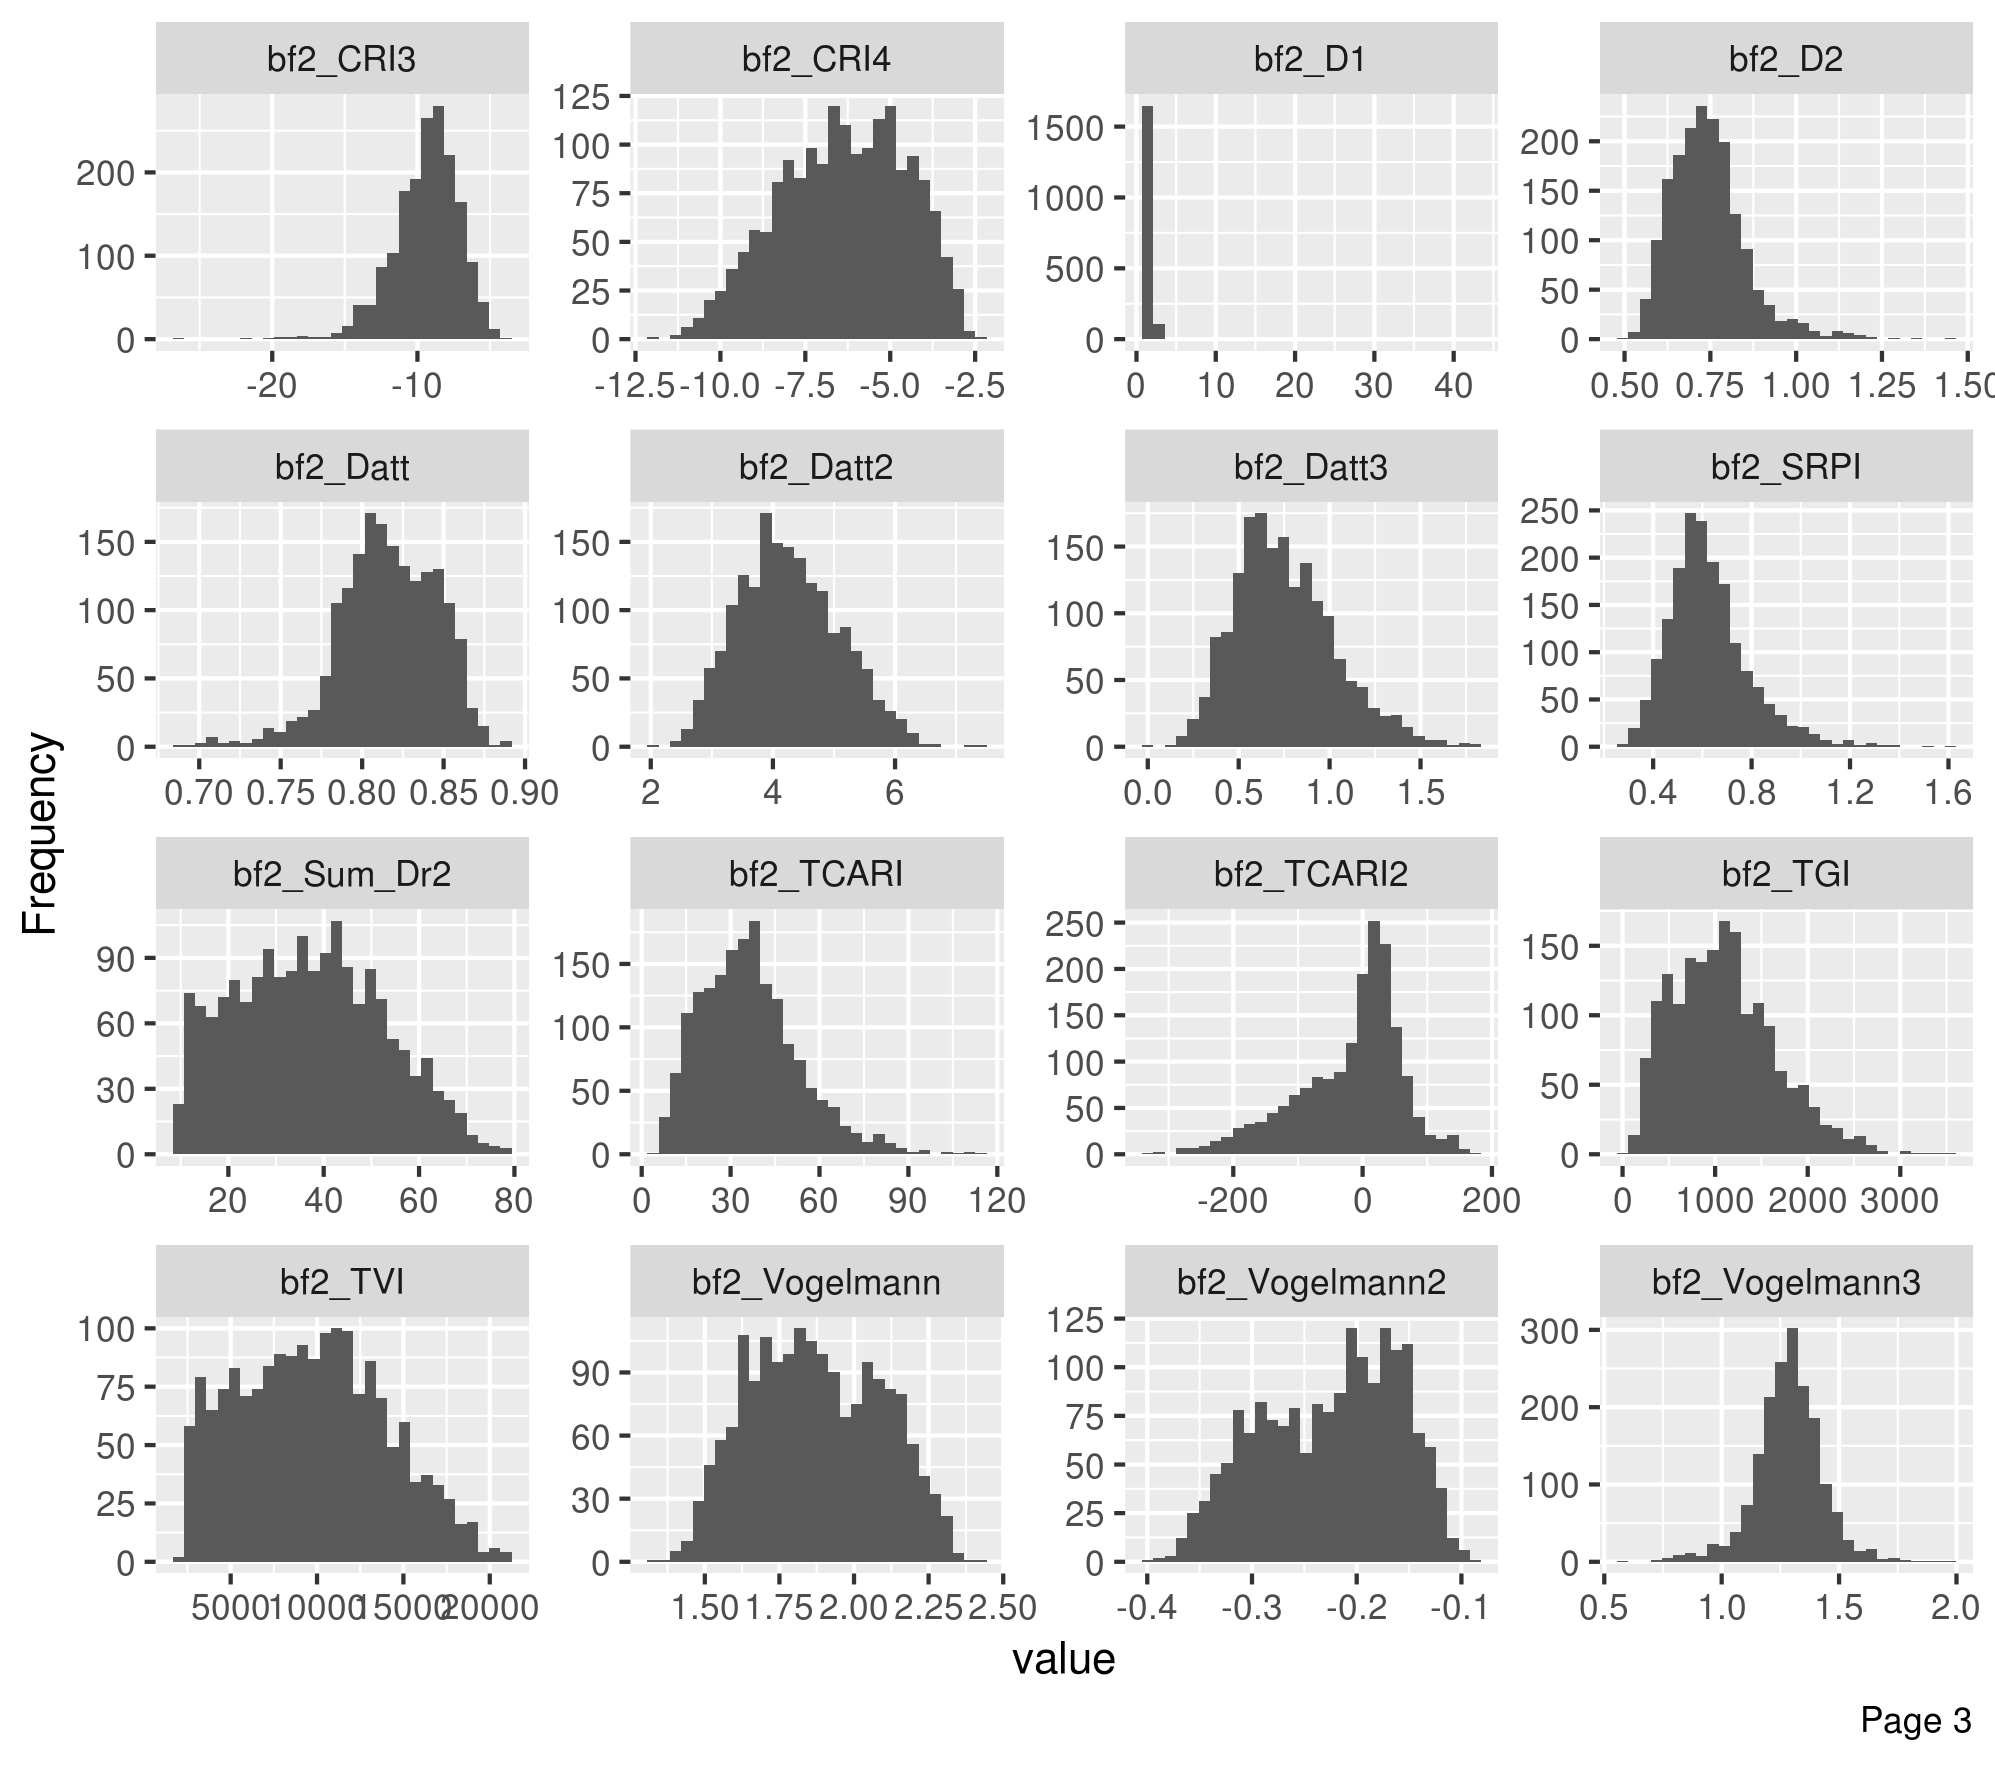 bf2_CRI3 bf2_CRI4 bf2_D1 bf2_D2
200 100 0
-20 -10
125 100 75 50 25 0
-12.5 -10.0 -7.5 -5.0 -2.5
1500 1000 500 0
0 10 20 30 40
200 150 100 50 0
0.50 0.75 1.00 1.25 1.50
bf2_Datt bf2_Datt2 bf2_Datt3 bf2_SRPI
150 100 50 0
0.70 0.75 0.80 0.85 0.90
150 100 50 0
2 4 6
150 100 50 0
0.0 0.5 1.0 1.5
250 200 150 100 50 0
0.4 0.8 1.2 1.6
Frequency
bf2_Sum_Dr2 bf2_TCARI bf2_TCARI2 bf2_TGI
90 60 30 0
20 40 60 80
150 100 50 0
0 30 60 90 120
250 200 150 100 50 0
-200 0 200
150 100 50 0
0 1000 2000 3000
bf2_TVI bf2_Vogelmann bf2_Vogelmann2 bf2_Vogelmann3
100 75 50 25 0
5000 10000 15000 20000
90 60 30 0
1.50 1.75 2.00 2.25 2.50
125 100 75 50 25 0
-0.4 -0.3 -0.2 -0.1
300 200 100 0
0.5 1.0 1.5 2.0
value
Page 3